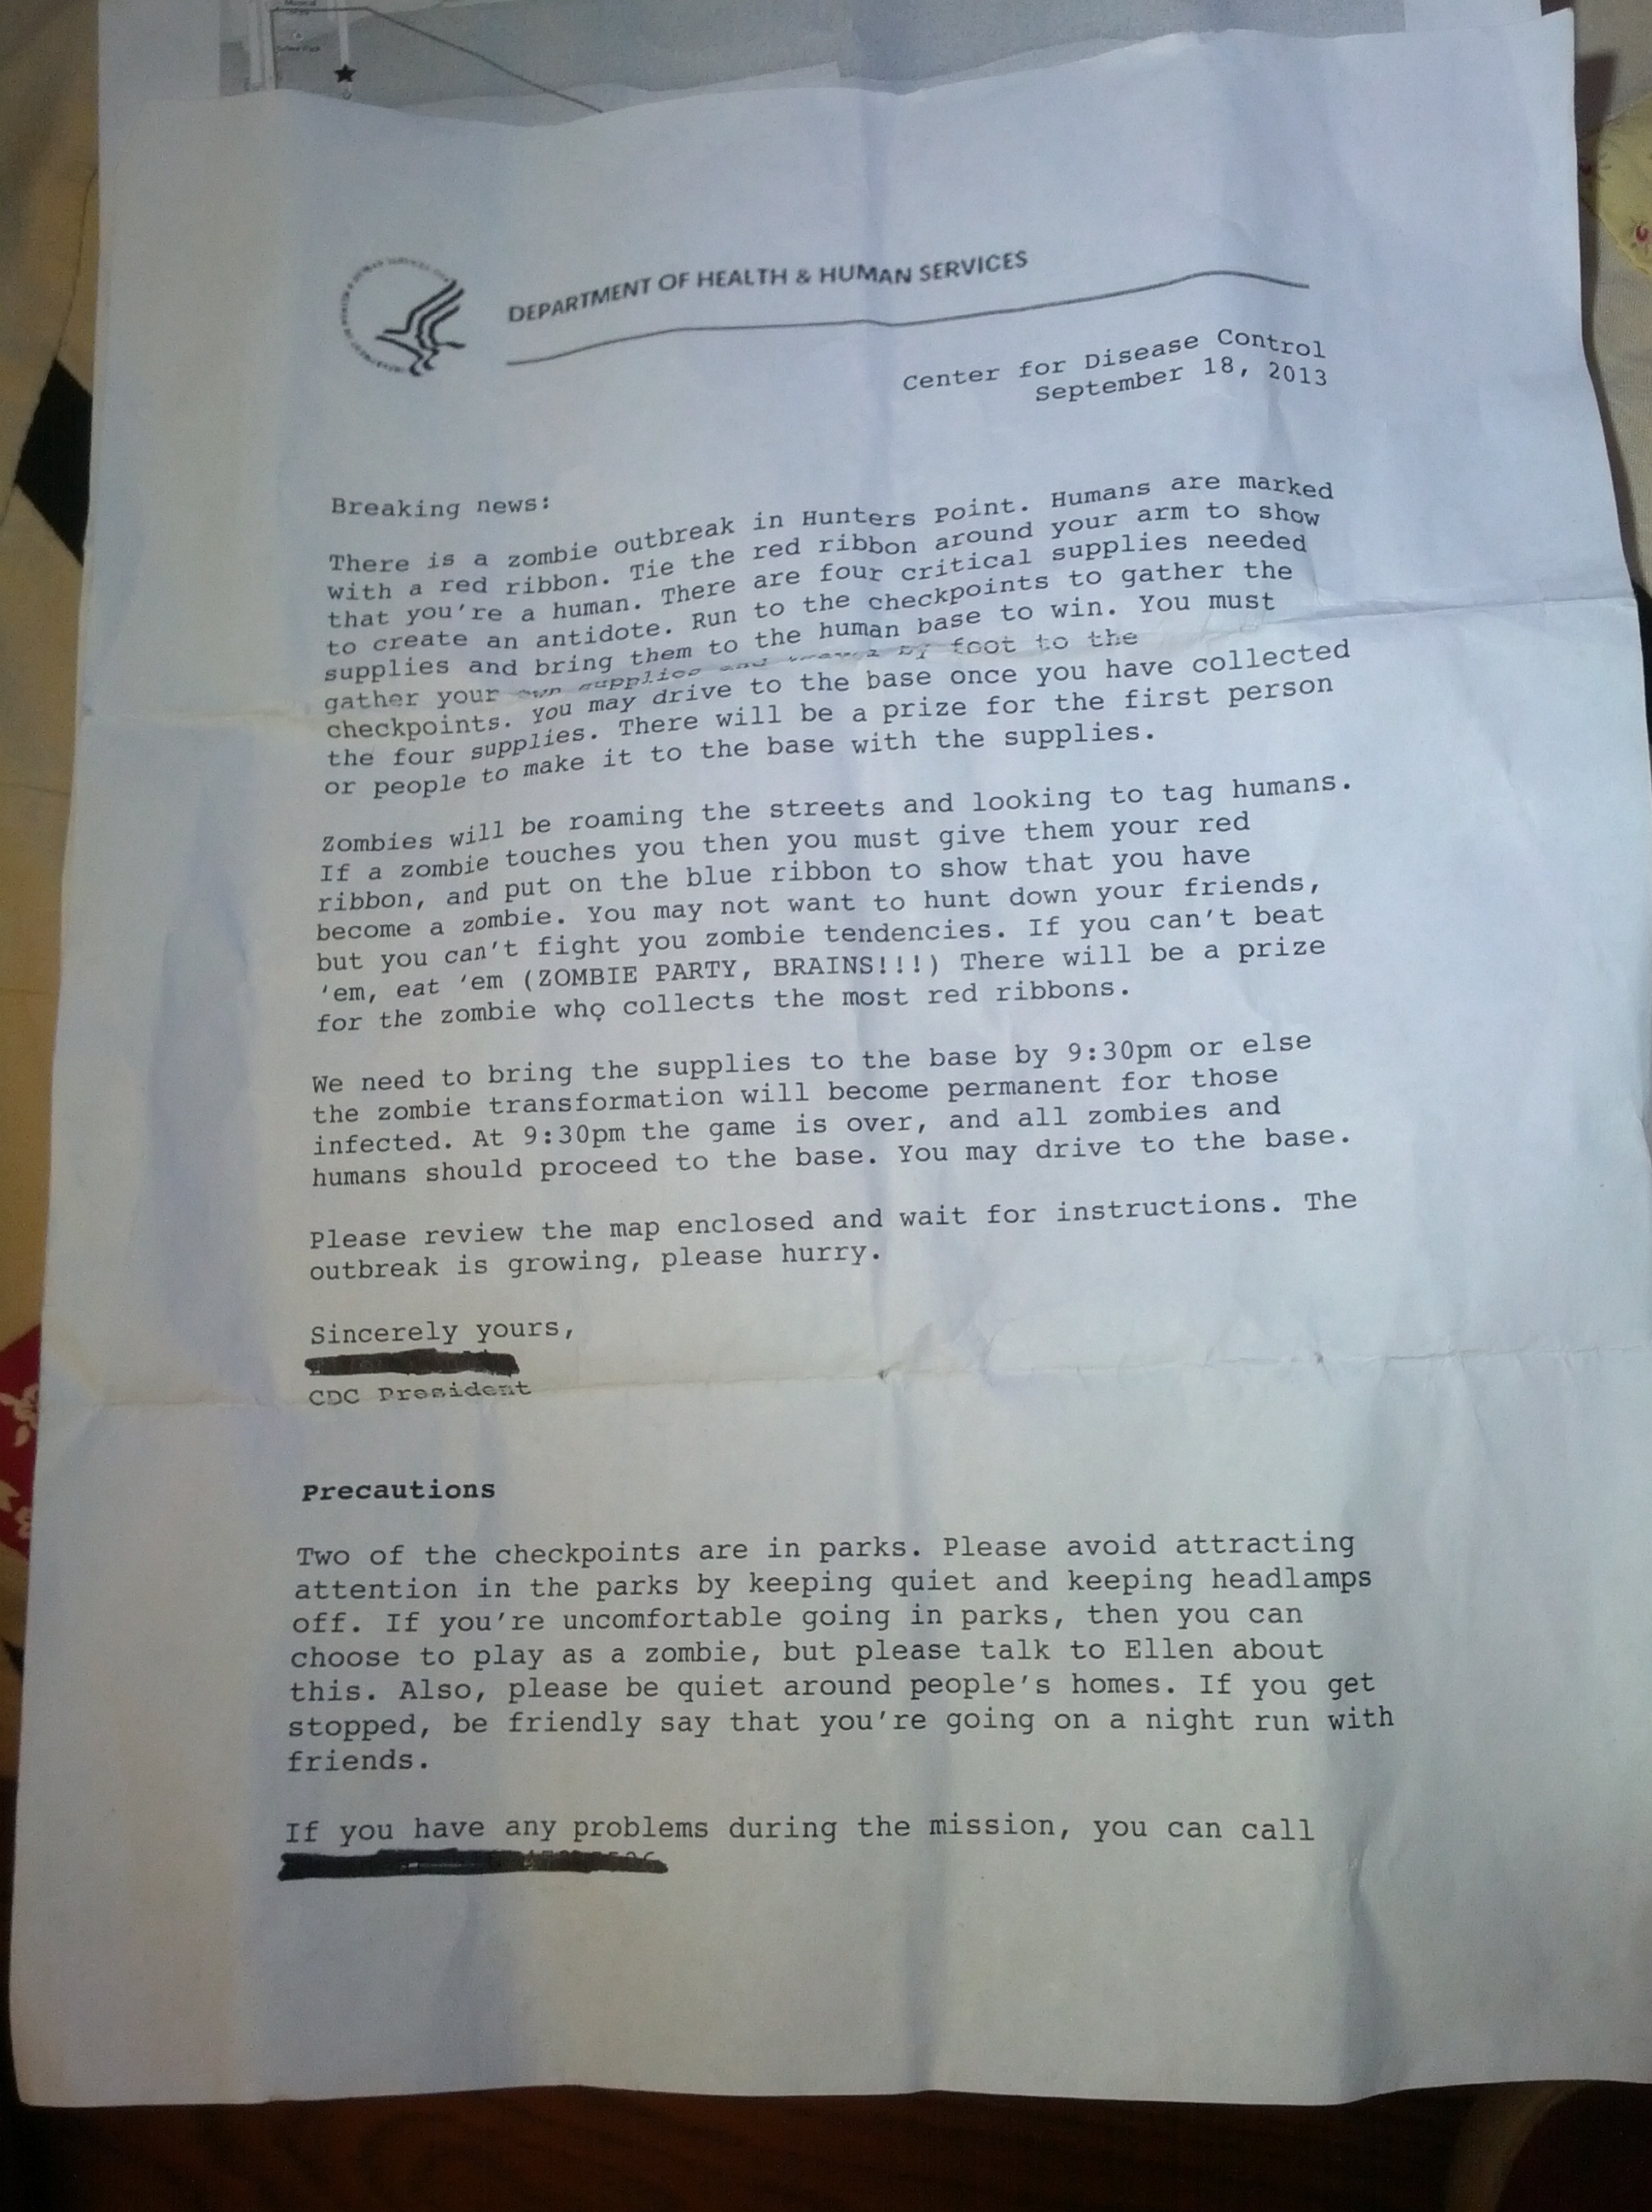 DEPARTMENT OF HEALTH & HUMAN SERVICES
Center for Disease Control
September 18, 2013
Breaking news:
There is a zombie outbreak in Hunters Point. Humans are marked
with a red ribbon. Tie the red ribbon around your arm to show
that you're a human. There are four critical supplies needed
to create an antidote. Run to the checkpoints to gather the
supplies and bring them to the human base to win. You must
gather your own supplies and by foot to the
checkpoints. You may drive to the base once you have collected
the four supplies. There will be a prize for the first person
or people to make it to the base with the supplies.
Zombies will be roaming the streets and looking to tag humans.
If a zombie touches you then you must give them your red
ribbon, and put on the blue ribbon to show that you have
become a zombie. You may not want to hunt down your friends,
but you can't fight you zombie tendencies. If you can't beat
'em, eat 'em (ZOMBIE PARTY, BRAINS!!!) There will be a prize
for the zombie who collects the most red ribbons.
We need to bring the supplies to the base by 9:30pm or else
the zombie transformation will become permanent for those
infected. At 9:30pm the game is over, and all zombies and
humans should proceed to the base. You may drive to the base.
Please review the map enclosed and wait for instructions. The
outbreak is growing, please hurry.
Sincerely yours,
CDC President
Precautions
Two of the checkpoints are in parks. Please avoid attracting
attention in the parks by keeping quiet and keeping headlamps
off. If you're uncomfortable going in parks, then you can
choose to play as a zombie, but please talk to Ellen about
this. Also, please be quiet around people's homes. If you get
stopped, be friendly say that you're going on a night run with
friends.
If you have any problems during the mission, you can call